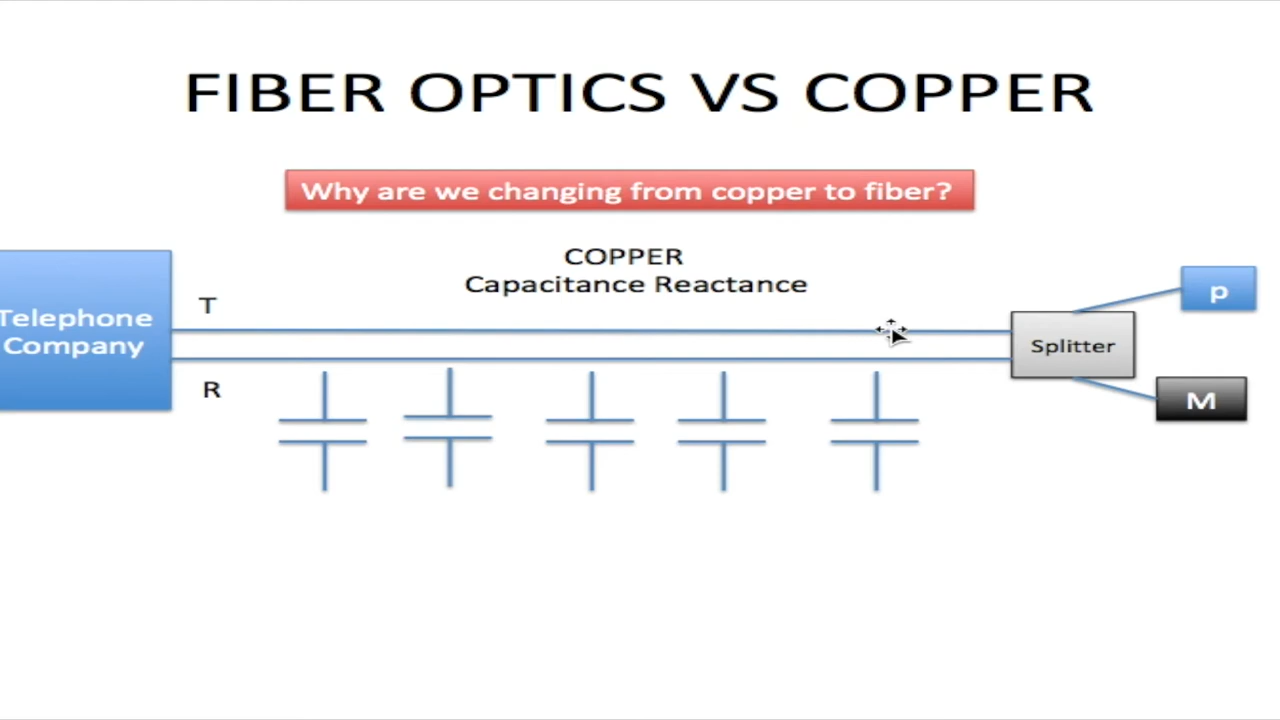 FIBER OPTICS VS COPPER
Why are we changing from copper to fiber?
COPPER
Capacitance Reactance
Telephone
Company
T
R
Splitter
p
M